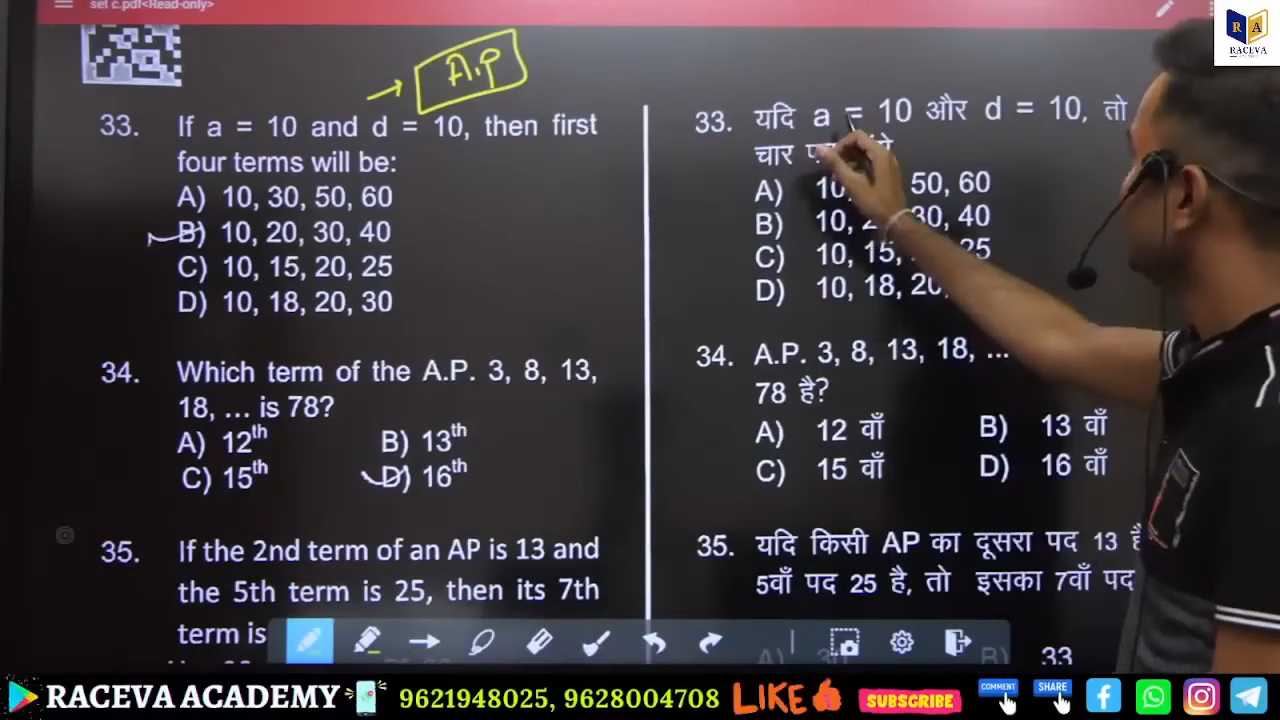 set c.pdf<Read-only>
RACEVA
A.P
33. If a = 10 and d = 10, then first
four terms will be:
A) 10, 30, 50, 60
B) 10, 20, 30, 40
C) 10, 15, 20, 25
D) 10, 18, 20, 30
34. Which term of the A.P. 3, 8, 13,
18, ... is 78?
A) 12th B) 13th
C) 15th D) 16th
35. If the 2nd term of an AP is 13 and
the 5th term is 25, then its 7th
term is
33. यदि a = 10 और d = 10, तो
चार
A) 10, 50, 60
B) 10, 30, 40
C) 10, 15, 25
D) 10, 18, 20,
34. A.P. 3, 8, 13, 18, ...
78 है?
A) 12 वाँ B) 13 वाँ
C) 15 वाँ D) 16 वाँ
35. यदि किसी AP का दूसरा पद 13
5वाँ पद 25 है, तो इसका 7वाँ पद
A) 30 B) 33
RACEVA ACADEMY 9621948025, 9628004708 LIKE SUBSCRIBE COMMENT SHARE